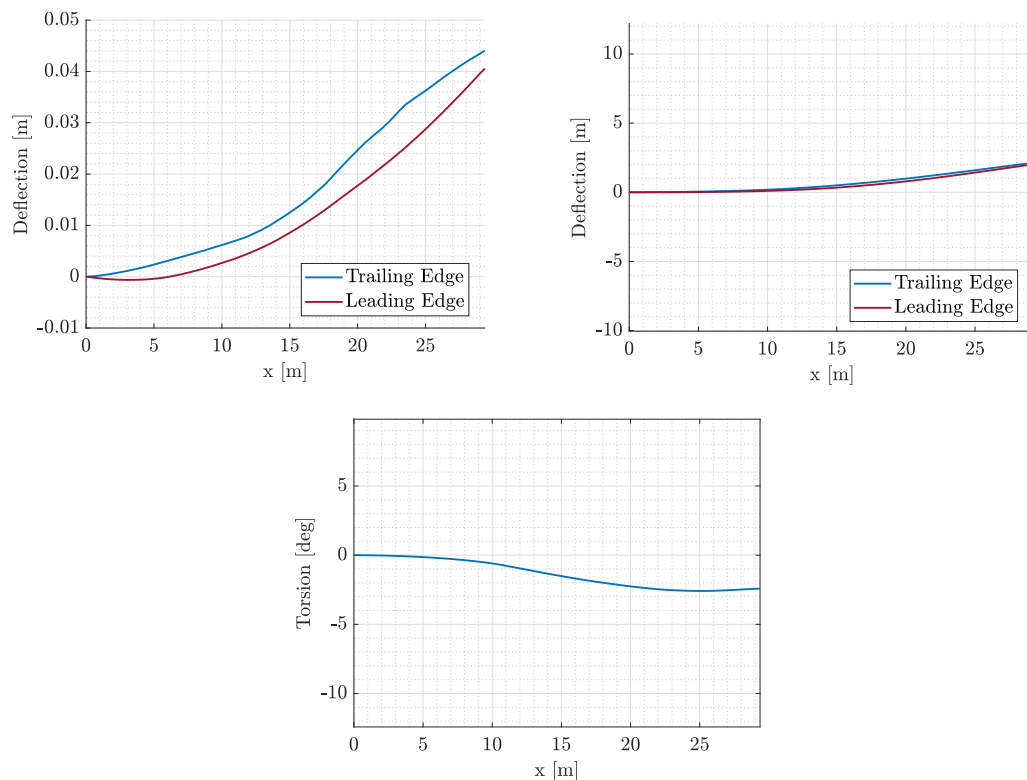 0.05
0.04
0.03
0.02
0.01
0
-0.01
Deflection [m]
Trailing Edge
Leading Edge
0 5 10 15 20 25
x [m]
10
5
0
-5
-10
Deflection [m]
Trailing Edge
Leading Edge
0 5 10 15 20 25
x [m]
5
0
-5
-10
Torsion [deg]
0 5 10 15 20 25
x [m]